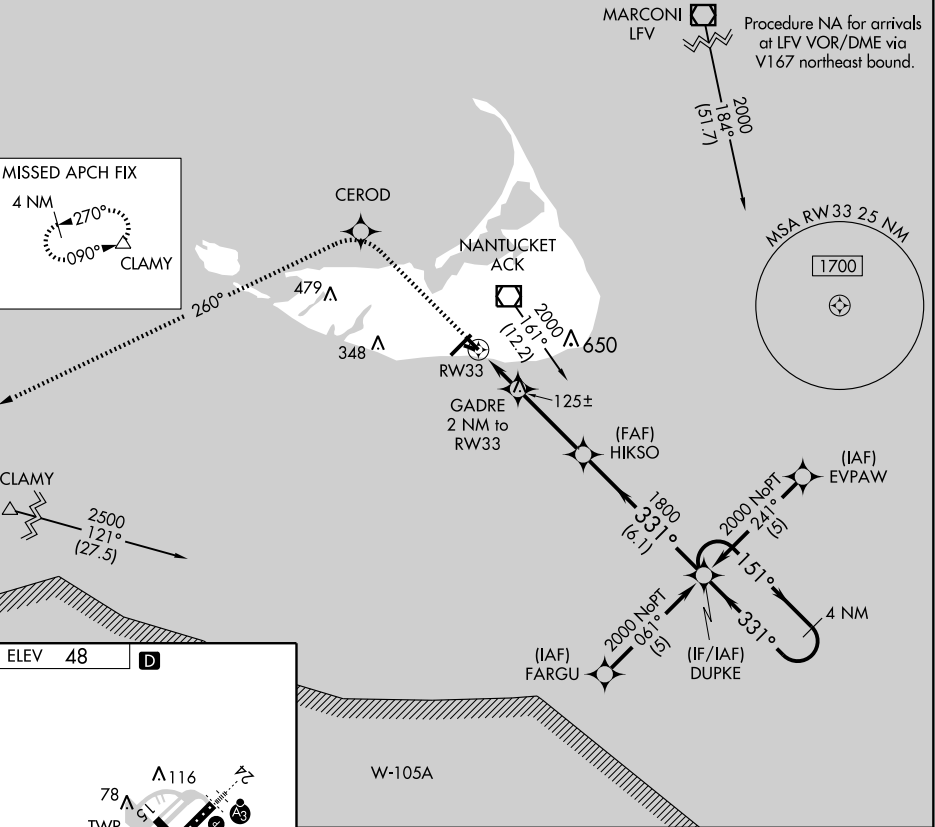 MARCONI
LFV
Procedure NA for arrivals
at LFV VOR/DME via
V167 northeast bound.
2000
184°
(51.7)
MISSED APCH FIX
4 NM
270°
090°
CLAMY
CEROD
NANTUCKET
ACK
MSA RW33 25 NM
1700
260°
479
348
2000
161°
(12.2)
650
RW33
GADRE
2 NM to
RW33
125±
(FAF)
HIKSO
(IAF)
EVPAW
CLAMY
2500
121°
(27.5)
1800
331°
(6.1)
2000 NoPT
241°
(5)
151°
4 NM
331°
2000 NoPT
061°
(5)
(IAF)
FARGU
(IF/IAF)
DUPKE
ELEV 48
D
W-105A
116
24
78
15
A3
P
TWR